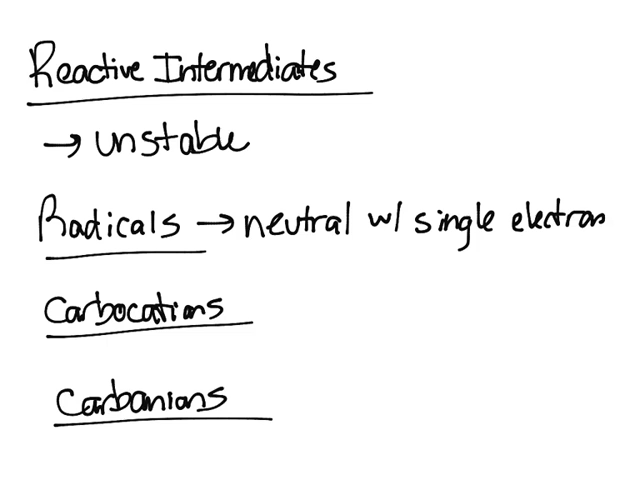 Reactive Intermediates
→ unstable
Radicals → neutral w/ single electron
Carbocations
Carbanions